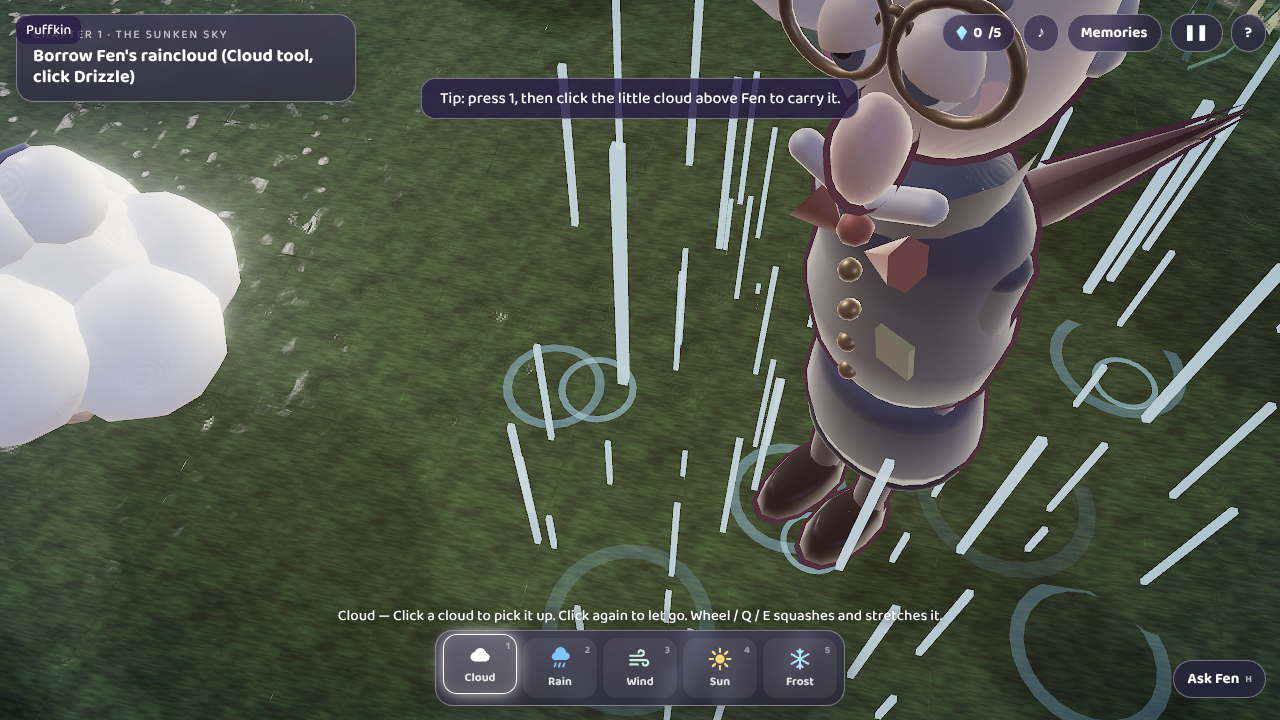 Puffkin
ER 1 · THE SUNKEN SKY
Borrow Fen's raincloud (Cloud tool,
click Drizzle)
0 /5
♪
Memories
?
Tip: press 1, then click the little cloud above Fen to carry it.
Cloud — Click a cloud to pick it up. Click again to let go. Wheel / Q / E squashes and stretches it.
1
Cloud
2
Rain
3
Wind
4
Sun
5
Frost
Ask Fen H